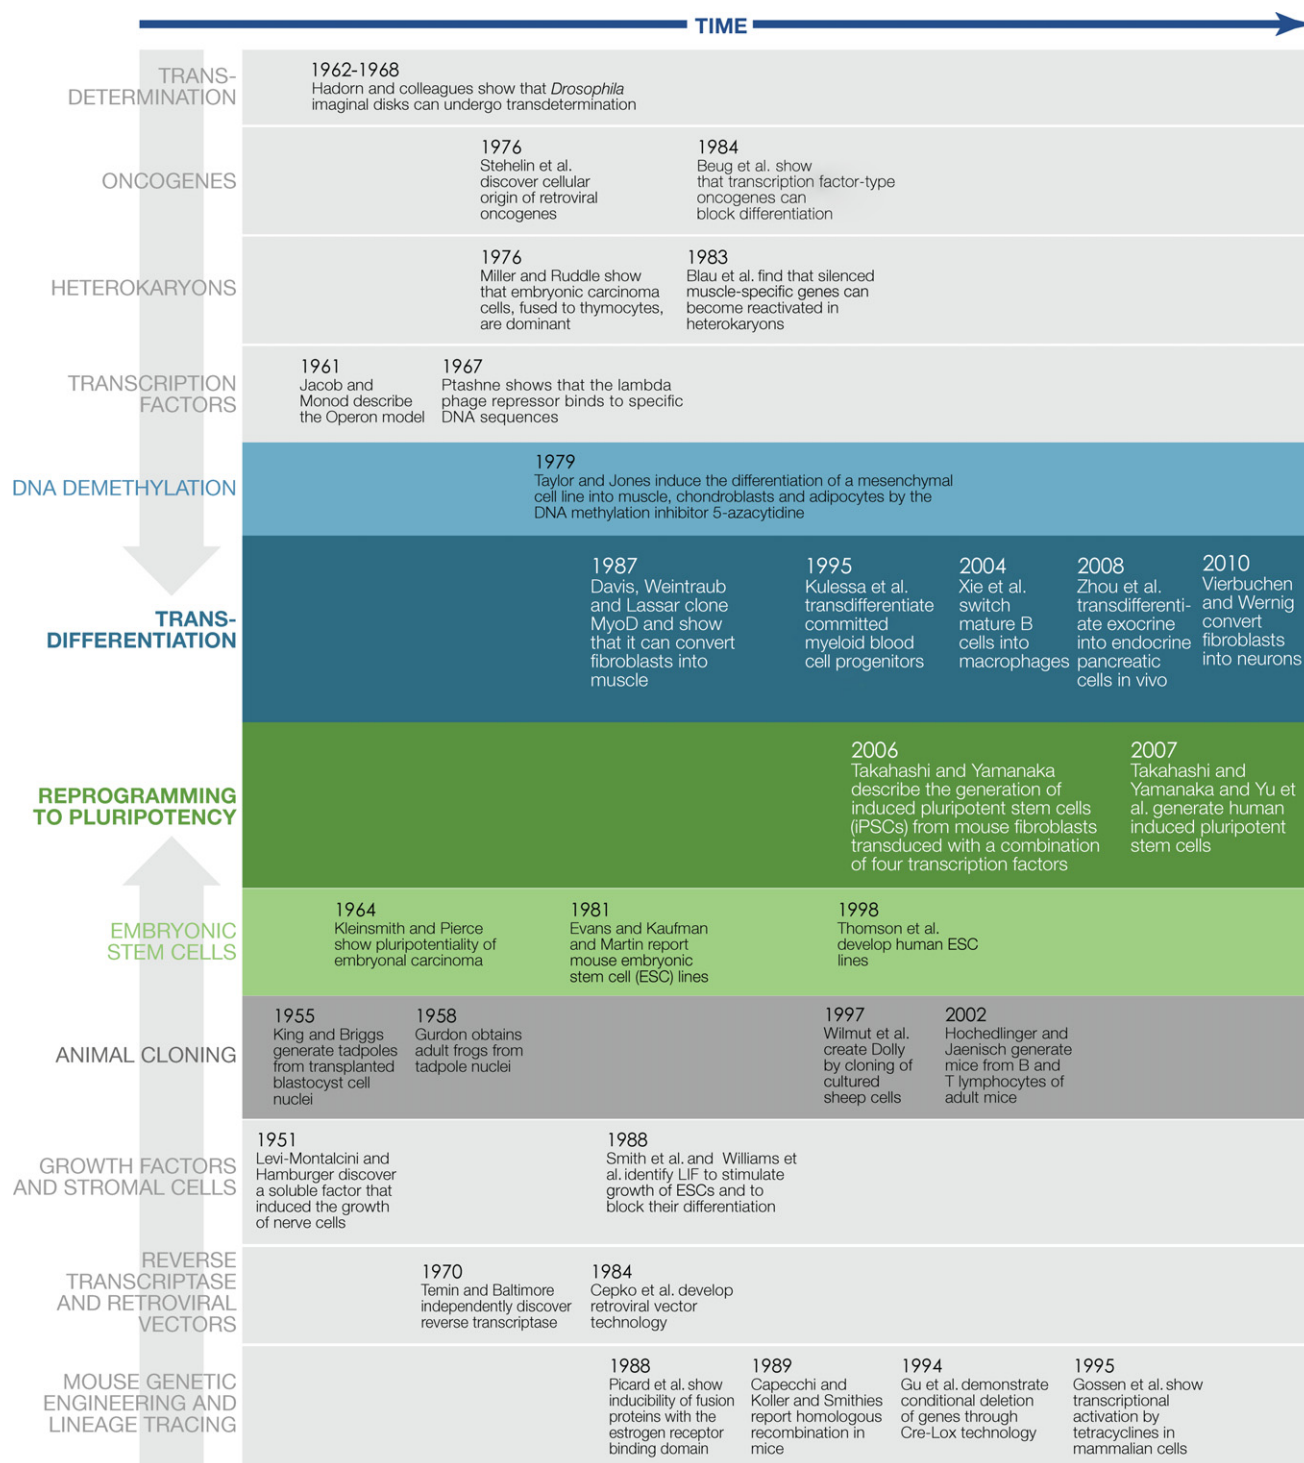 TIME
TRANS-
DETERMINATION
1962-1968
Hadorn and colleagues show that Drosophila
imaginal disks can undergo transdetermination
ONCOGENES
1976
Stehelin et al.
discover cellular
origin of retroviral
oncogenes
1984
Beug et al. show
that transcription factor-type
oncogenes can
block differentiation
HETEROKARYONS
1976
Miller and Ruddle show
that embryonic carcinoma
cells, fused to thymocytes,
are dominant
1983
Blau et al. find that silenced
muscle-specific genes can
become reactivated in
heterokaryons
TRANSCRIPTION
FACTORS
1961
Jacob and
Monod describe
the Operon model
1967
Ptashne shows that the lambda
phage repressor binds to specific
DNA sequences
DNA DEMETHYLATION
1979
Taylor and Jones induce the differentiation of a mesenchymal
cell line into muscle, chondroblasts and adipocytes by the
DNA methylation inhibitor 5-azacytidine
TRANS-
DIFFERENTIATION
1987
Davis, Weintraub
and Lassar clone
MyoD and show
that it can convert
fibroblasts into
muscle
1995
Kulessa et al.
transdifferentiate
committed
myeloid blood
cell progenitors
2004
Xie et al.
switch
mature B
cells into
macrophages
2008
Zhou et al.
transdifferenti-
ate exocrine
into endocrine
pancreatic
cells in vivo
2010
Vierbuchen
and Wernig
convert
fibroblasts
into neurons
REPROGRAMMING
TO PLURIPOTENCY
2006
Takahashi and Yamanaka
describe the generation of
induced pluripotent stem cells
(iPSCs) from mouse fibroblasts
transduced with a combination
of four transcription factors
2007
Takahashi and
Yamanaka and Yu et
al. generate human
induced pluripotent
stem cells
EMBRYONIC
STEM CELLS
1964
Kleinsmith and Pierce
show pluripotentiality of
embryonal carcinoma
1981
Evans and Kaufman
and Martin report
mouse embryonic
stem cell (ESC) lines
1998
Thomson et al.
develop human ESC
lines
ANIMAL CLONING
1955
King and Briggs
generate tadpoles
from transplanted
blastocyst cell
nuclei
1958
Gurdon obtains
adult frogs from
tadpole nuclei
1997
Wilmut et al.
create Dolly
by cloning of
cultured
sheep cells
2002
Hochedlinger and
Jaenisch generate
mice from B and
T lymphocytes of
adult mice
GROWTH FACTORS
AND STROMAL CELLS
1951
Levi-Montalcini and
Hamburger discover
a soluble factor that
induced the growth
of nerve cells
1988
Smith et al. and Williams et
al. identify LIF to stimulate
growth of ESCs and to
block their differentiation
REVERSE
TRANSCRIPTASE
AND RETROVIRAL
VECTORS
1970
Temin and Baltimore
independently discover
reverse transcriptase
1984
Cepko et al. develop
retroviral vector
technology
MOUSE GENETIC
ENGINEERING AND
LINEAGE TRACING
1988
Picard et al. show
inducibility of fusion
proteins with the
estrogen receptor
binding domain
1989
Capecchi and
Koller and Smithies
report homologous
recombination in
mice
1994
Gu et al. demonstrate
conditional deletion
of genes through
Cre-Lox technology
1995
Gossen et al. show
transcriptional
activation by
tetracyclines in
mammalian cells